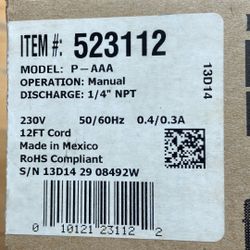 ITEM #: 523112
MODEL: P-AAA
OPERATION: Manual
DISCHARGE: 1/4" NPT
13D14
230V 50/60Hz 0.4/0.3A
12FT Cord
Made in Mexico
RoHS Compliant
S/N 13D14 29 08492W
0 10121 23112 2